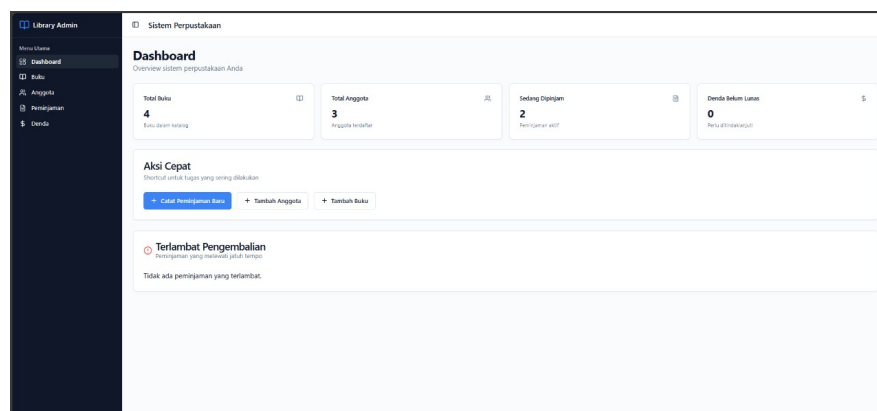 Library Admin
Sistem Perpustakaan
Menu Utama
Dashboard
Buku
Anggota
Peminjaman
Denda
Dashboard
Overview sistem perpustakaan Anda
Total Buku
4
Buku dalam katalog
Total Anggota
3
Anggota terdaftar
Sedang Dipinjam
2
Peminjaman aktif
Denda Belum Lunas
$
0
Perlu ditindaklanjuti
Aksi Cepat
Shortcut untuk tugas yang sering dilakukan
+ Catat Peminjaman Baru
+ Tambah Anggota
+ Tambah Buku
Terlambat Pengembalian
Peminjaman yang melewati jatuh tempo
Tidak ada peminjaman yang terlambat.